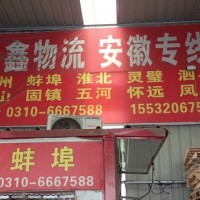 鑫物流 安徽专线
州 蚌埠 淮北 灵璧 泗
固镇 五河 怀远 凤
0310-6667588 155320675
蚌埠
0310-6667588